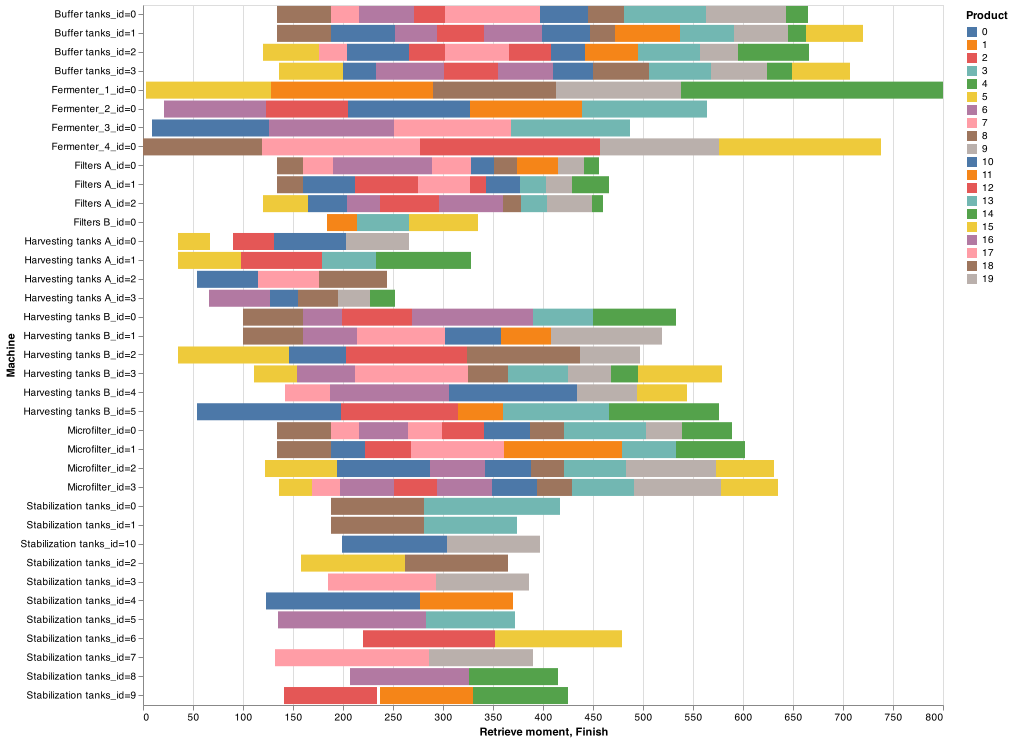 Buffer tanks_id=0
Buffer tanks_id=1
Buffer tanks_id=2
Buffer tanks_id=3
Fermenter_1_id=0
Fermenter_2_id=0
Fermenter_3_id=0
Fermenter_4_id=0
Filters A_id=0
Filters A_id=1
Filters A_id=2
Filters B_id=0
Harvesting tanks A_id=0
Harvesting tanks A_id=1
Harvesting tanks A_id=2
Harvesting tanks A_id=3
Harvesting tanks B_id=0
Harvesting tanks B_id=1
Harvesting tanks B_id=2
Harvesting tanks B_id=3
Harvesting tanks B_id=4
Harvesting tanks B_id=5
Microfilter_id=0
Microfilter_id=1
Microfilter_id=2
Microfilter_id=3
Stabilization tanks_id=0
Stabilization tanks_id=1
Stabilization tanks_id=10
Stabilization tanks_id=2
Stabilization tanks_id=3
Stabilization tanks_id=4
Stabilization tanks_id=5
Stabilization tanks_id=6
Stabilization tanks_id=7
Stabilization tanks_id=8
Stabilization tanks_id=9
Machine
0 50 100 150 200 250 300 350 400 450 500 550 600 650 700 750 800
Retrieve moment, Finish
Product
0
1
2
3
4
5
6
7
8
9
10
11
12
13
14
15
16
17
18
19